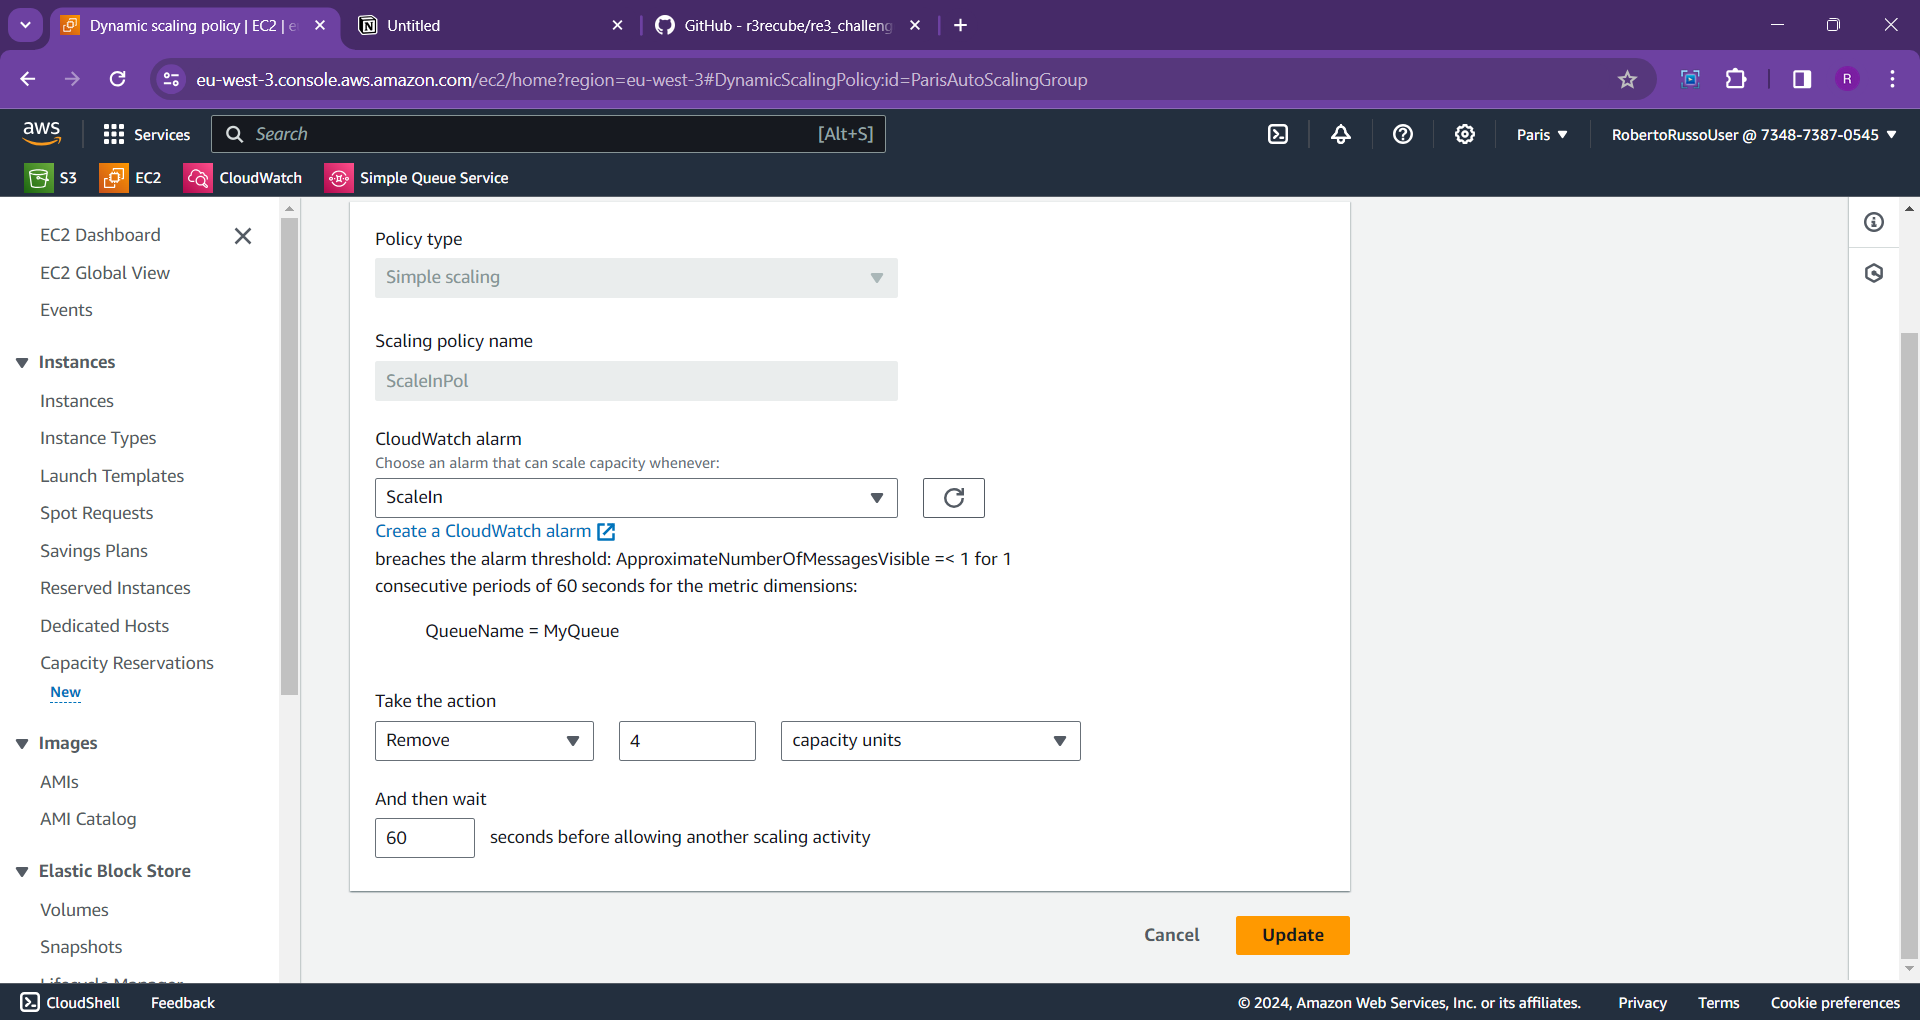 Dynamic scaling policy | EC2 | e
Untitled
GitHub - r3recube/re3_challeng
eu-west-3.console.aws.amazon.com/ec2/home?region=eu-west-3#DynamicScalingPolicy:id=ParisAutoScalingGroup
R
aws
Services
Search
[Alt+S]
Paris
RobertoRussoUser @ 7348-7387-0545
S3
EC2
CloudWatch
Simple Queue Service
EC2 Dashboard
EC2 Global View
Events
Instances
Instances
Instance Types
Launch Templates
Spot Requests
Savings Plans
Reserved Instances
Dedicated Hosts
Capacity Reservations
New
Images
AMIs
AMI Catalog
Elastic Block Store
Volumes
Snapshots
Lifecycle Manager
Policy type
Simple scaling
Scaling policy name
ScaleInPol
CloudWatch alarm
Choose an alarm that can scale capacity whenever:
ScaleIn
Create a CloudWatch alarm
breaches the alarm threshold: ApproximateNumberOfMessagesVisible =< 1 for 1
consecutive periods of 60 seconds for the metric dimensions:
QueueName = MyQueue
Take the action
Remove
4
capacity units
And then wait
60
seconds before allowing another scaling activity
Cancel
Update
CloudShell
Feedback
© 2024, Amazon Web Services, Inc. or its affiliates.
Privacy
Terms
Cookie preferences